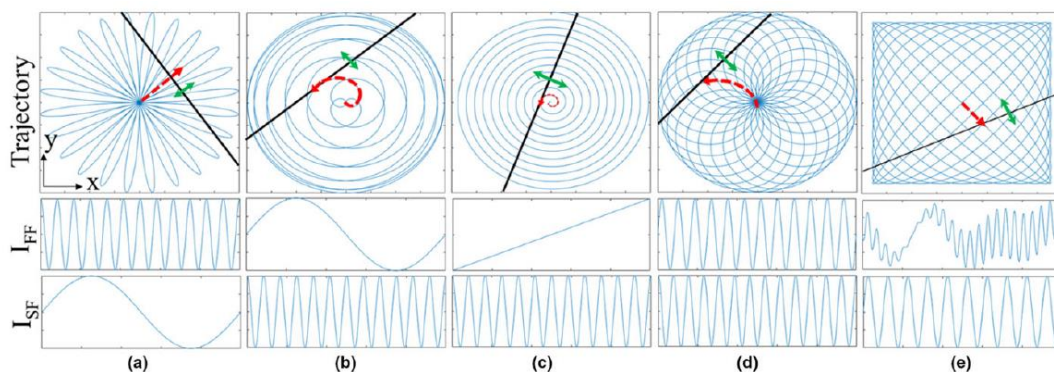 Trajectory
y
x
I_FF
I_SF
(a) (b) (c) (d) (e)